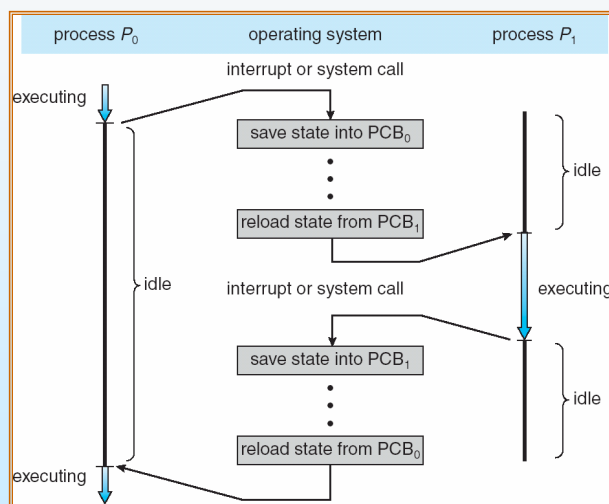 process P0 operating system process P1
interrupt or system call
executing
save state into PCB0
idle
reload state from PCB1
idle
interrupt or system call
executing
save state into PCB1
idle
reload state from PCB0
executing